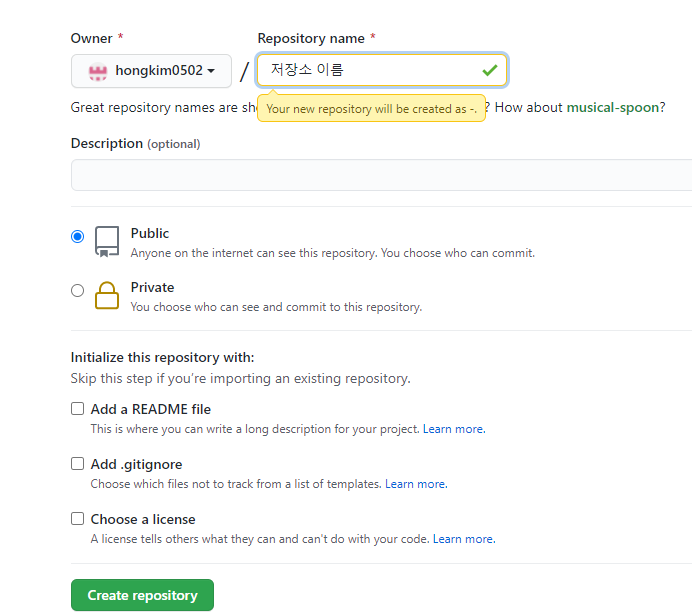 Owner * Repository name *
hongkim0502 / 저장소 이름
Great repository names are sh ? How about musical-spoon?
Your new repository will be created as -.
Description (optional)
Public
Anyone on the internet can see this repository. You choose who can commit.
Private
You choose who can see and commit to this repository.
Initialize this repository with:
Skip this step if you're importing an existing repository.
Add a README file
This is where you can write a long description for your project. Learn more.
Add .gitignore
Choose which files not to track from a list of templates. Learn more.
Choose a license
A license tells others what they can and can't do with your code. Learn more.
Create repository